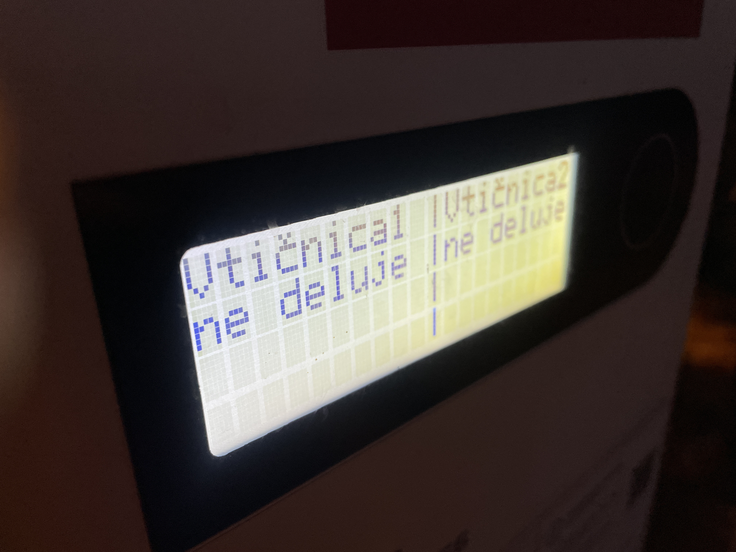 Vtičnica1 |Vtičnica2
ne deluje |ne deluje
|
|